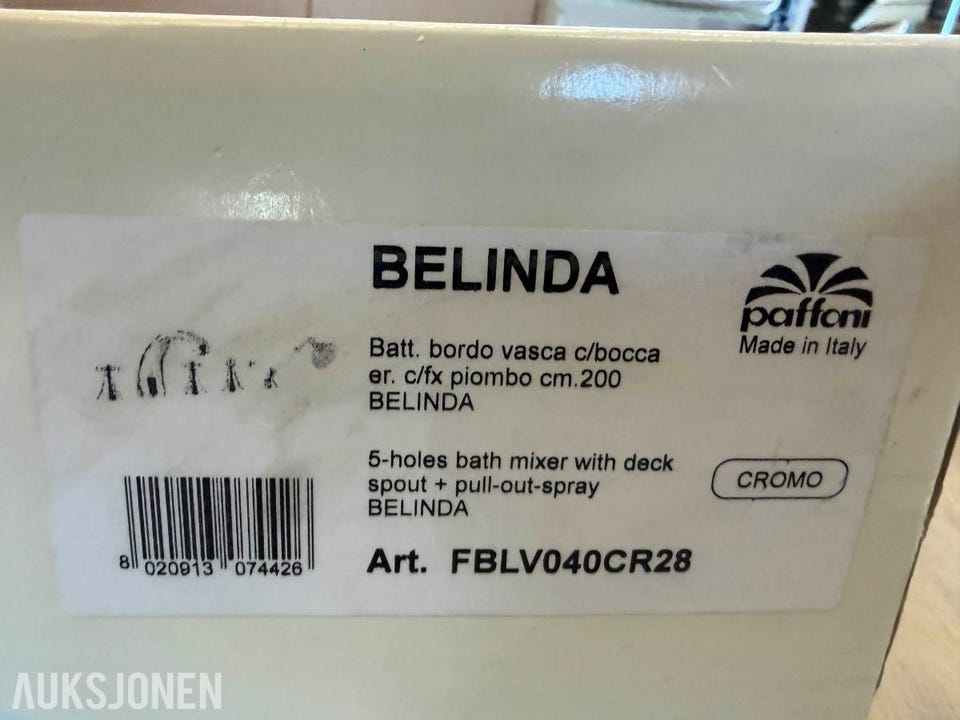 BELINDA
paffoni
Made in Italy
Batt. bordo vasca c/bocca
er. c/fx piombo cm.200
BELINDA
5-holes bath mixer with deck
spout + pull-out-spray
BELINDA
CROMO
Art. FBLV040CR28
8 020913 074426
AUKSJONEN